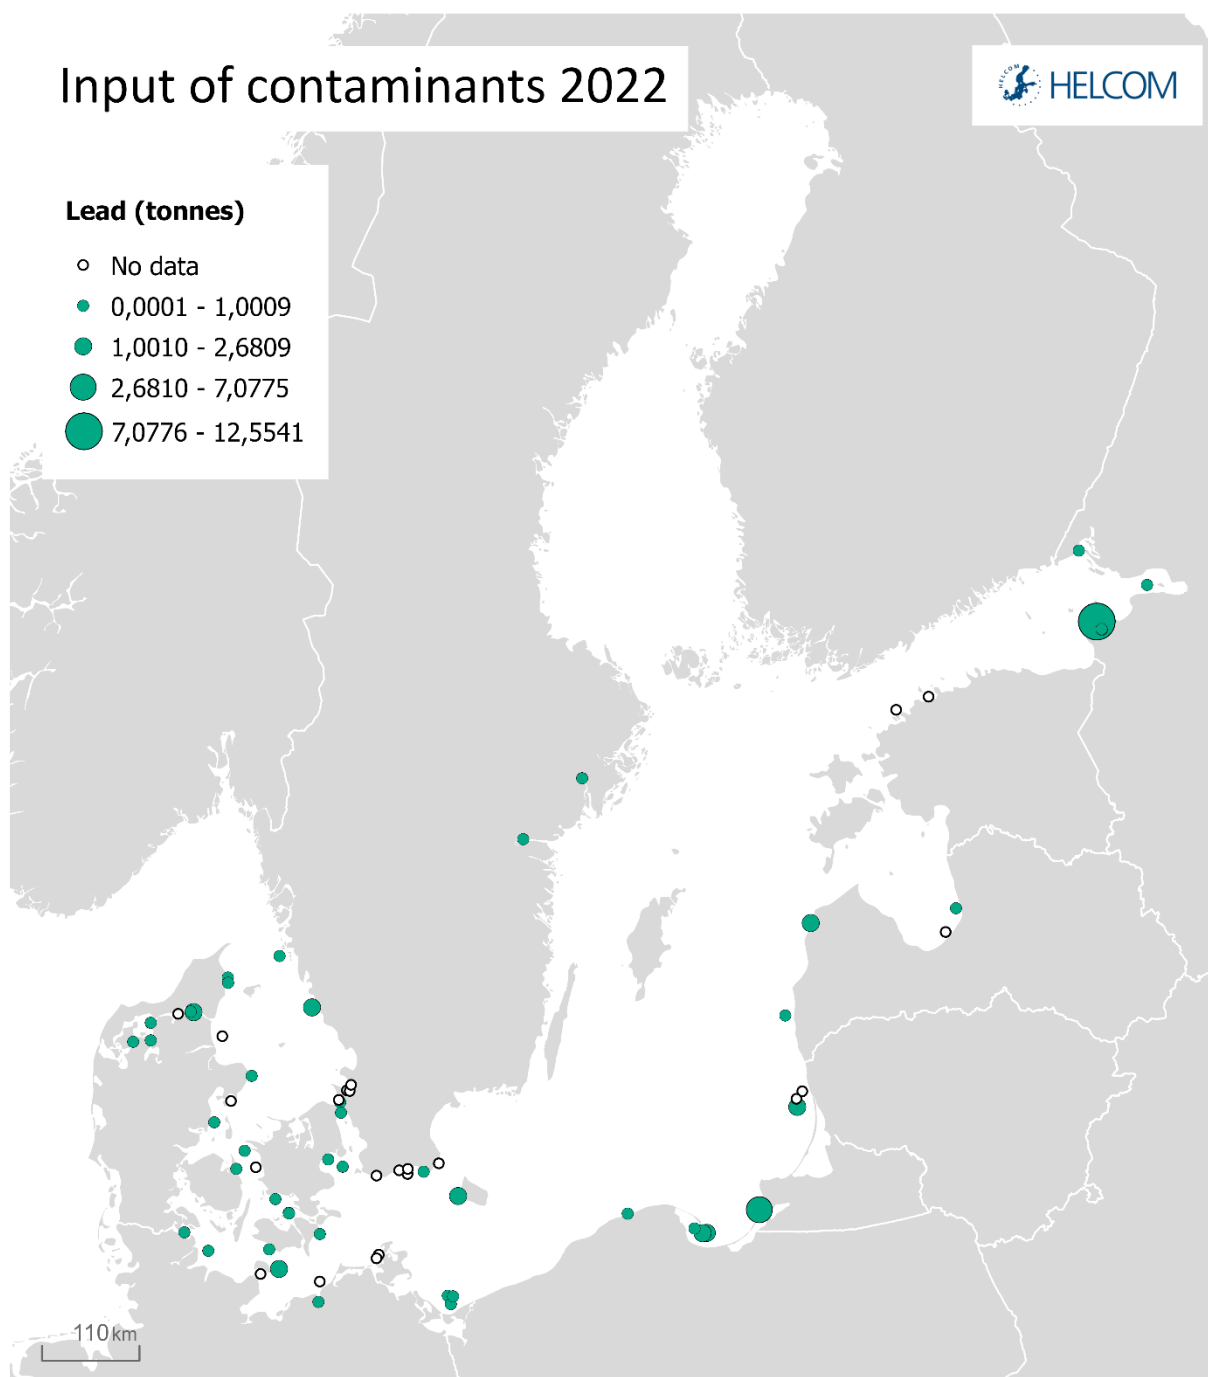 Input of contaminants 2022
HELCOM
HELCOM
Lead (tonnes)
No data
0,0001 - 1,0009
1,0010 - 2,6809
2,6810 - 7,0775
7,0776 - 12,5541
110 km